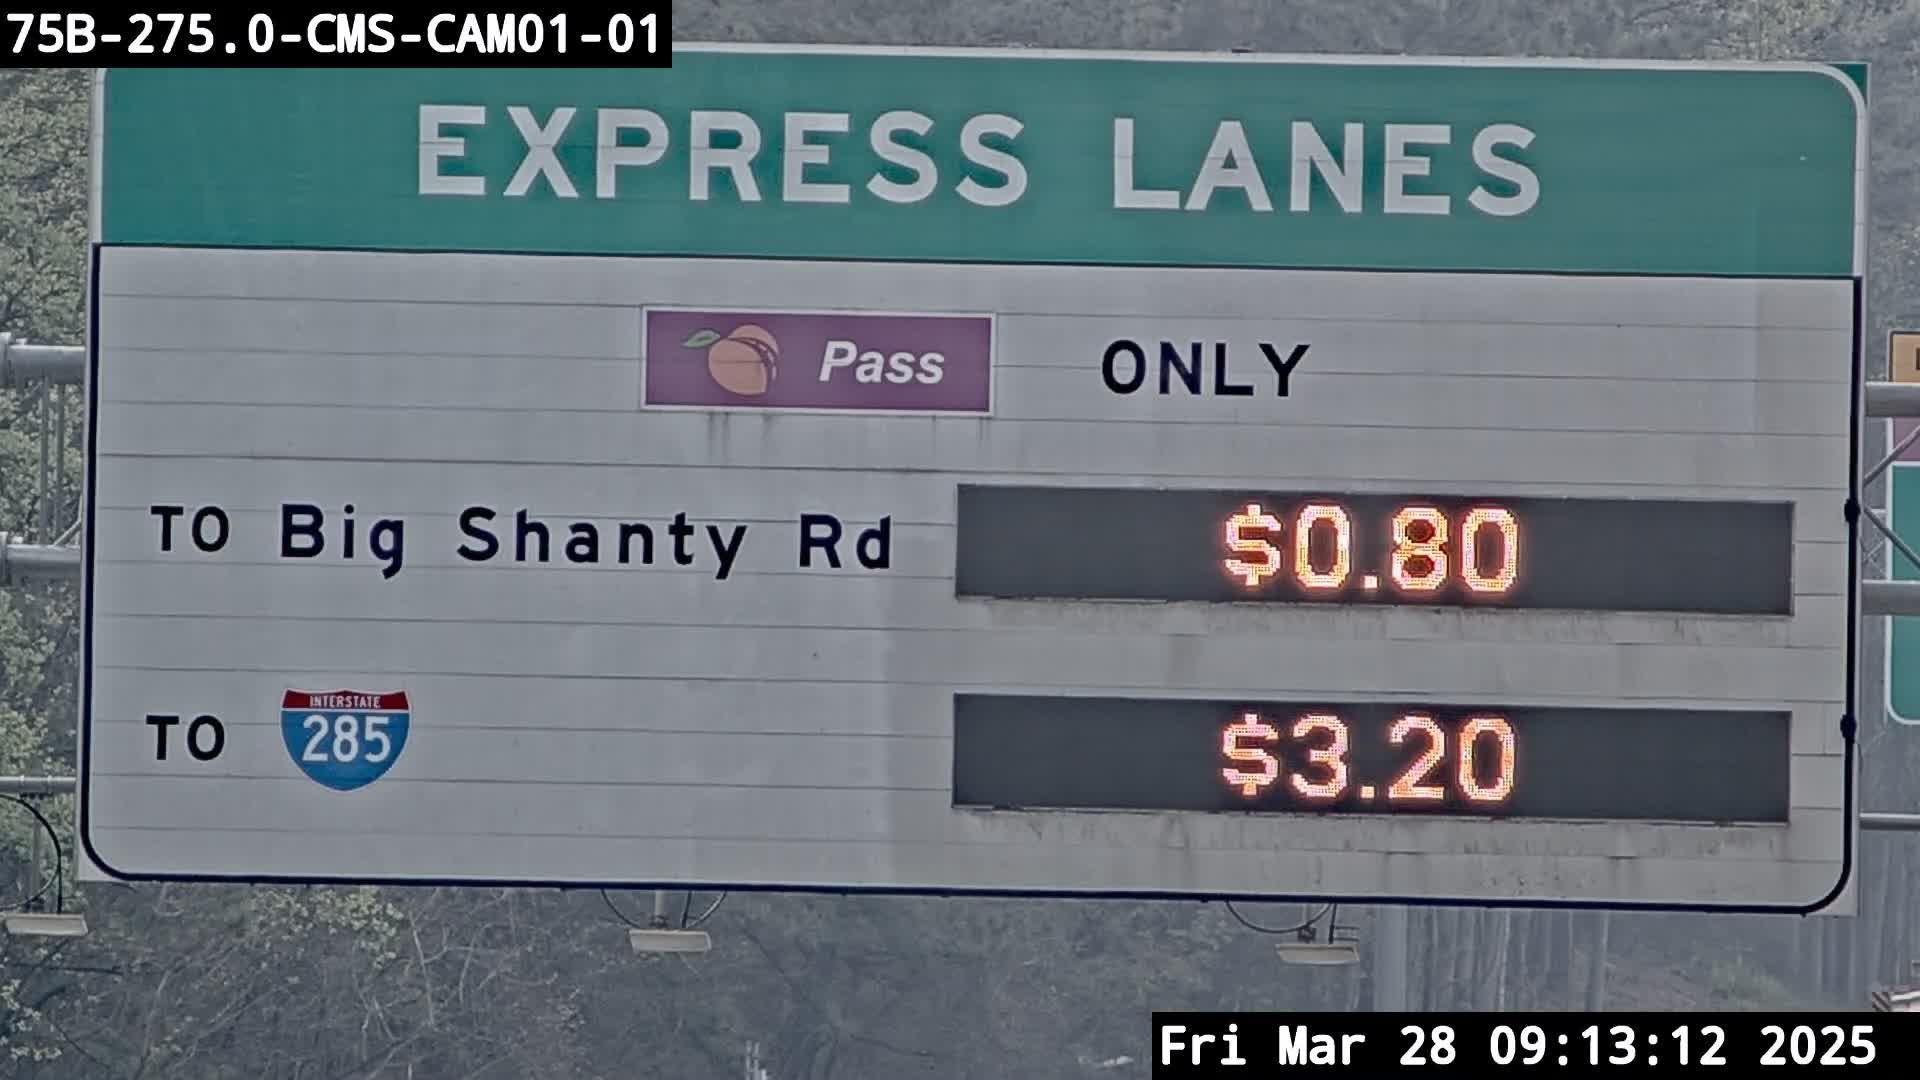 75B-275.0-CMS-CAM01-01
EXPRESS LANES
Pass ONLY
TO Big Shanty Rd $0.80
INTERSTATE
TO 285 $3.20
Fri Mar 28 09:13:12 2025